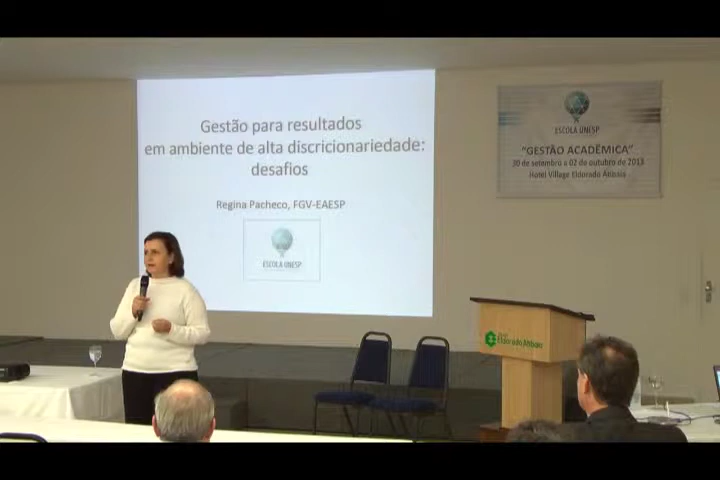 Gestão para resultados
em ambiente de alta discricionariedade:
desafios
Regina Pacheco, FGV-EAESP
ESCOLA UNESP
ESCOLA UNESP
"GESTÃO ACADÊMICA"
30 de setembro a 02 de outubro de 2013
Hotel Village Eldorado Atibaia
Eldorado Atibaia